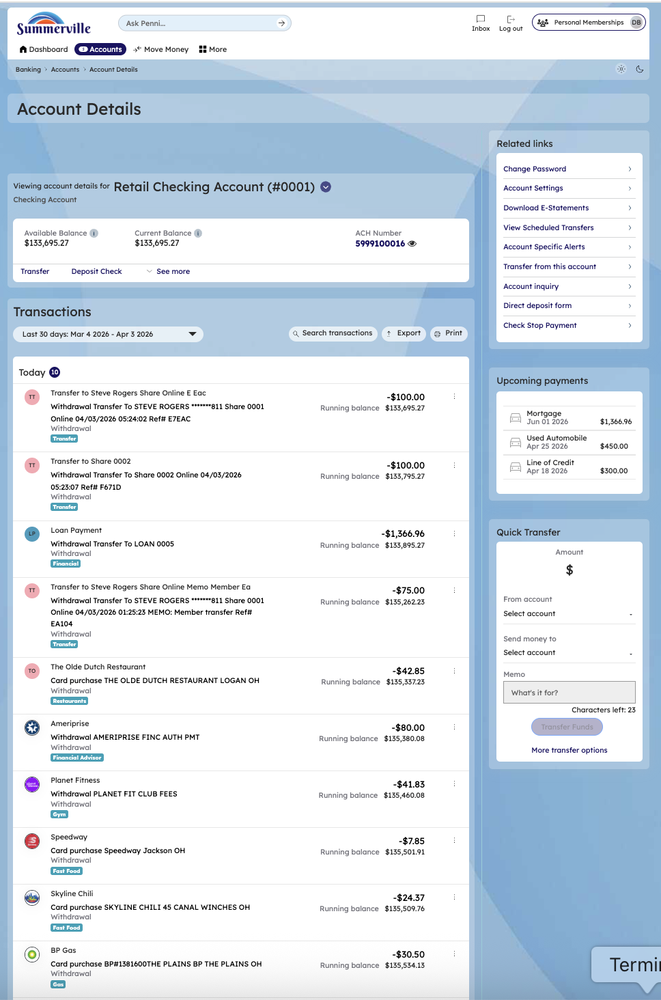 Summerville
Ask Penni...
Inbox
Log out
Personal Memberships
DB
Dashboard
Accounts
Move Money
More
Banking > Accounts > Account Details
Account Details
Viewing account details for Retail Checking Account (#0001)
Checking Account
Available Balance i
$133,695.27
Current Balance i
$133,695.27
ACH Number
5999100016
Transfer
Deposit Check
See more
Transactions
Last 30 days: Mar 4 2026 - Apr 3 2026
Search transactions
Export
Print
Today 10
TT
Transfer to Steve Rogers Share Online E Eac
Withdrawal Transfer To STEVE ROGERS *******811 Share 0001
Online 04/03/2026 05:24:02 Ref# E7EAC
Withdrawal
Transfer
-$100.00
Running balance $133,695.27
TT
Transfer to Share 0002
Withdrawal Transfer To Share 0002 Online 04/03/2026
05:23:07 Ref# F671D
Withdrawal
Transfer
-$100.00
Running balance $133,795.27
LP
Loan Payment
Withdrawal Transfer To LOAN 0005
Withdrawal
Financial
-$1,366.96
Running balance $133,895.27
TT
Transfer to Steve Rogers Share Online Memo Member Ea
Withdrawal Transfer To STEVE ROGERS *******811 Share 0001
Online 04/03/2026 01:25:23 MEMO: Member transfer Ref#
EA104
Withdrawal
Transfer
-$75.00
Running balance $135,262.23
TO
The Olde Dutch Restaurant
Card purchase THE OLDE DUTCH RESTAURANT LOGAN OH
Withdrawal
Restaurants
-$42.85
Running balance $135,337.23
Ameriprise
Withdrawal AMERIPRISE FINC AUTH PMT
Withdrawal
Financial Advisor
-$80.00
Running balance $135,380.08
Planet Fitness
Withdrawal PLANET FIT CLUB FEES
Withdrawal
Gym
-$41.83
Running balance $135,460.08
Speedway
Card purchase Speedway Jackson OH
Withdrawal
Fast Food
-$7.85
Running balance $135,501.91
Skyline Chili
Card purchase SKYLINE CHILI 45 CANAL WINCHES OH
Withdrawal
Fast Food
-$24.37
Running balance $135,509.76
BP Gas
Card purchase BP#1381600THE PLAINS BP THE PLAINS OH
Withdrawal
Gas
-$30.50
Running balance $135,534.13
Related links
Change Password
Account Settings
Download E-Statements
View Scheduled Transfers
Account Specific Alerts
Transfer from this account
Account inquiry
Direct deposit form
Check Stop Payment
Upcoming payments
Mortgage
Jun 01 2026 $1,366.96
Used Automobile
Apr 25 2026 $450.00
Line of Credit
Apr 18 2026 $300.00
Quick Transfer
Amount
$
From account
Select account -
Send money to
Select account -
Memo
What's it for?
Characters left: 23
Transfer Funds
More transfer options